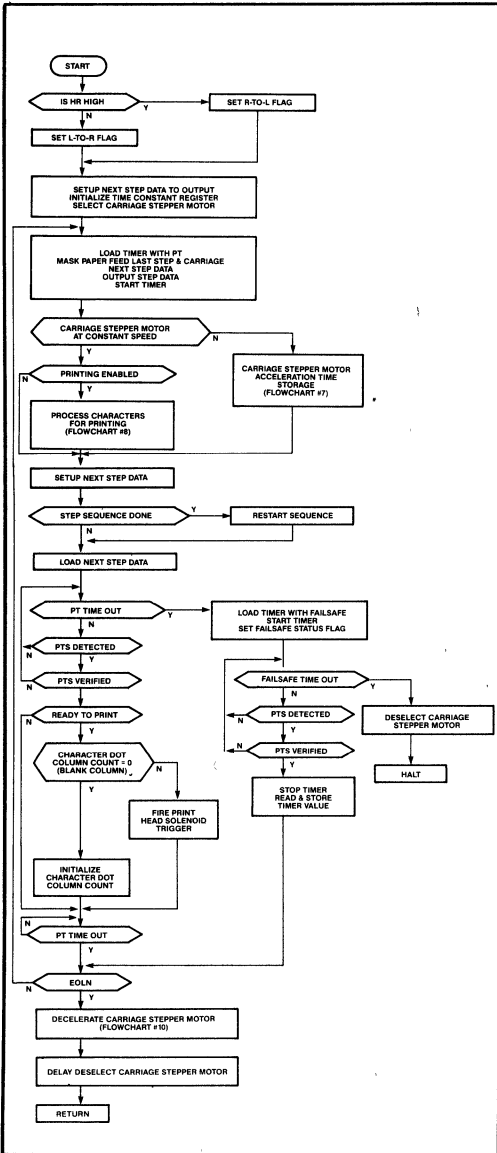 START
IS HR HIGH
Y
SET R-TO-L FLAG
N
SET L-TO-R FLAG
SETUP NEXT STEP DATA TO OUTPUT
INITIALIZE TIME CONSTANT REGISTER
SELECT CARRIAGE STEPPER MOTOR
LOAD TIMER WITH PT
MASK PAPER FEED LAST STEP & CARRIAGE
NEXT STEP DATA
OUTPUT STEP DATA
START TIMER
CARRIAGE STEPPER MOTOR
AT CONSTANT SPEED
N
Y
N
PRINTING ENABLED
Y
CARRIAGE STEPPER MOTOR
ACCELERATION TIME
STORAGE
(FLOWCHART #7)
PROCESS CHARACTERS
FOR PRINTING
(FLOWCHART #8)
SETUP NEXT STEP DATA
STEP SEQUENCE DONE
Y
RESTART SEQUENCE
N
LOAD NEXT STEP DATA
PT TIME OUT
Y
LOAD TIMER WITH FAILSAFE
START TIMER
SET FAILSAFE STATUS FLAG
N
N
PTS DETECTED
Y
N
PTS VERIFIED
Y
FAILSAFE TIME OUT
Y
N
DESELECT CARRIAGE
STEPPER MOTOR
N
PTS DETECTED
Y
N
PTS VERIFIED
Y
HALT
N
READY TO PRINT
Y
CHARACTER DOT
COLUMN COUNT = 0
(BLANK COLUMN)
N
Y
STOP TIMER
READ & STORE
TIMER VALUE
FIRE PRINT
HEAD SOLENOID
TRIGGER
INITIALIZE
CHARACTER DOT
COLUMN COUNT
N
PT TIME OUT
Y
N
EOLN
Y
DECELERATE CARRIAGE STEPPER MOTOR
(FLOWCHART #10)
DELAY DESELECT CARRIAGE STEPPER MOTOR
RETURN